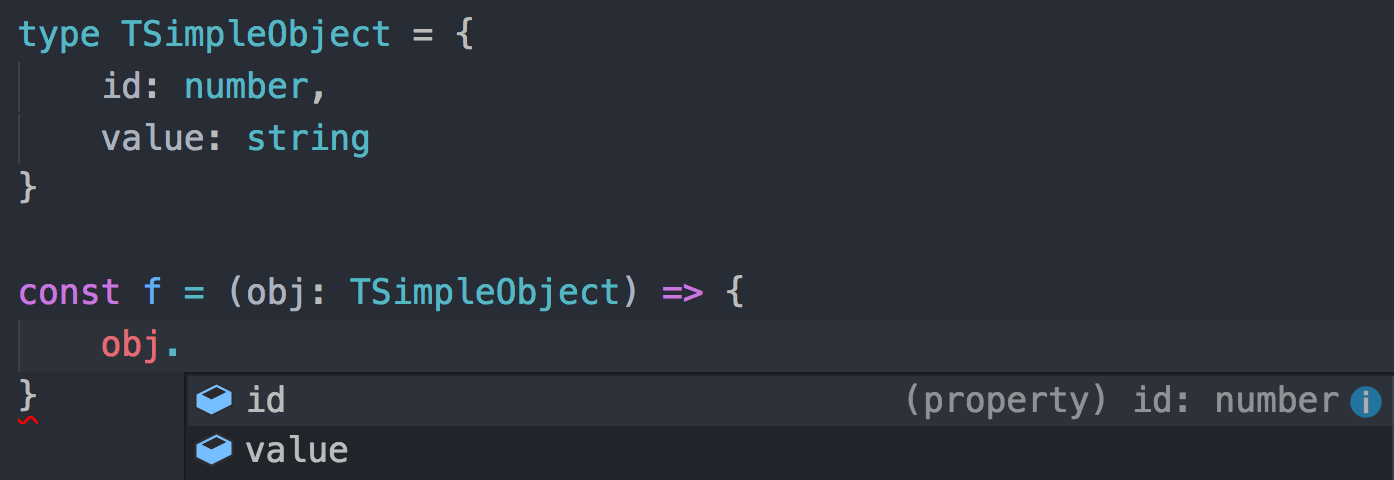 type TSimpleObject = {
    id: number,
    value: string
}

const f = (obj: TSimpleObject) => {
    obj.
}
id (property) id: number i
value